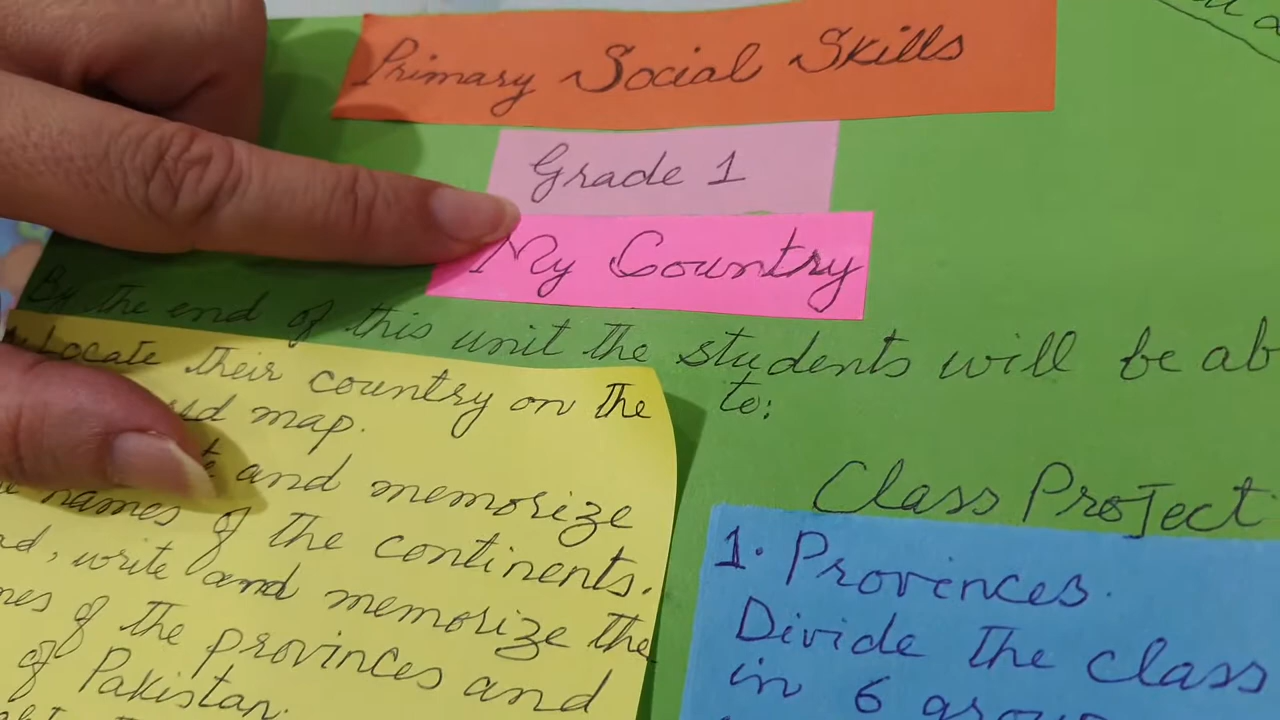 Primary Social Skills
Grade 1
My Country
By the end of this unit the students will be ab
to:
Locate their country on the
map.
and memorize
names of the continents.
, write and memorize the
of the provinces and
of Pakistan.
Class Project
1. Provinces.
Divide the class
in 6